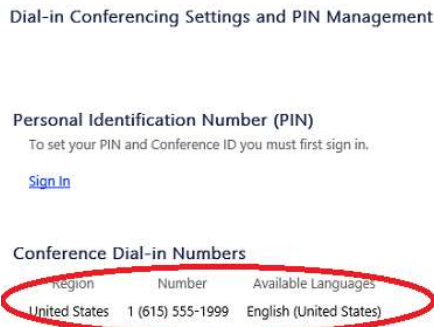 Dial-in Conferencing Settings and PIN Management
Personal Identification Number (PIN)
To set your PIN and Conference ID you must first sign in.
Sign In
Conference Dial-in Numbers
Region Number Available Languages
United States 1 (615) 555-1999 English (United States)